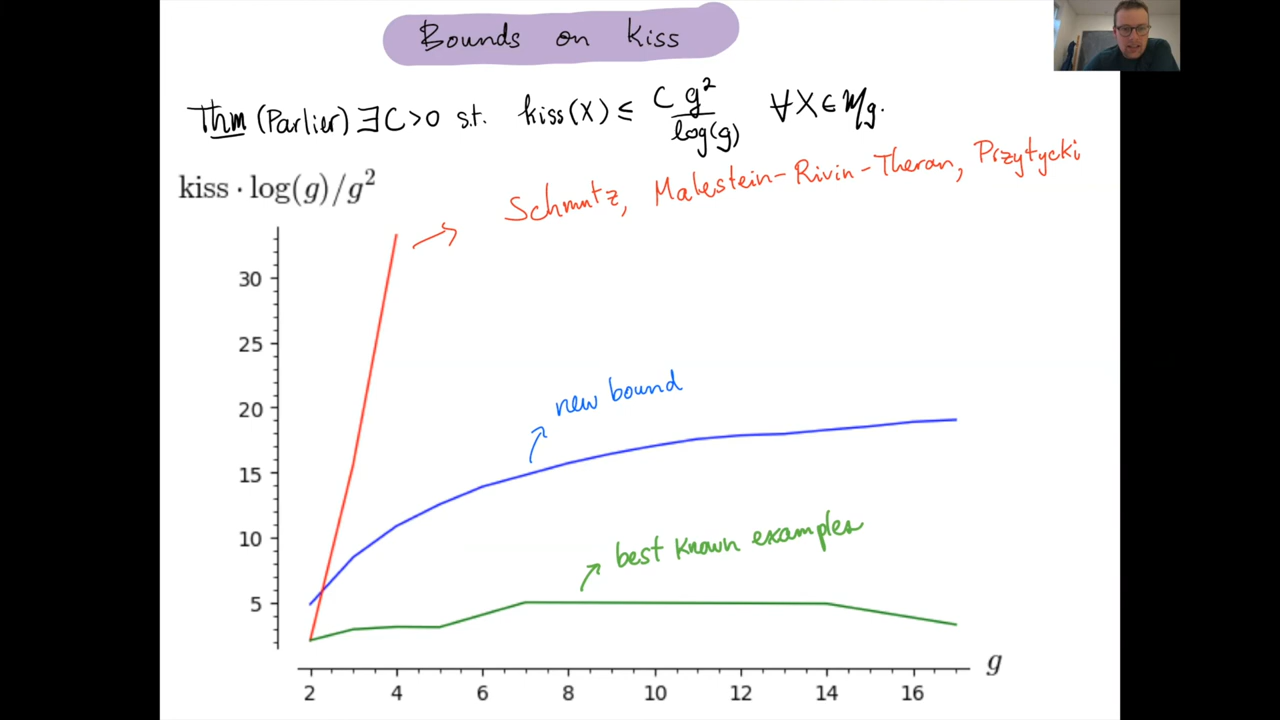 Bounds on Kiss
Thm (Parlier) ∃C>0 s.t. kiss(X) ≤ C g² / log(g) ∀X ∈ Mg.
Schmutz, Malestein-Rivin-Theran, Przytycki
kiss · log(g)/g²
30
25
20
15
10
5
new bound
best known examples
g
2 4 6 8 10 12 14 16